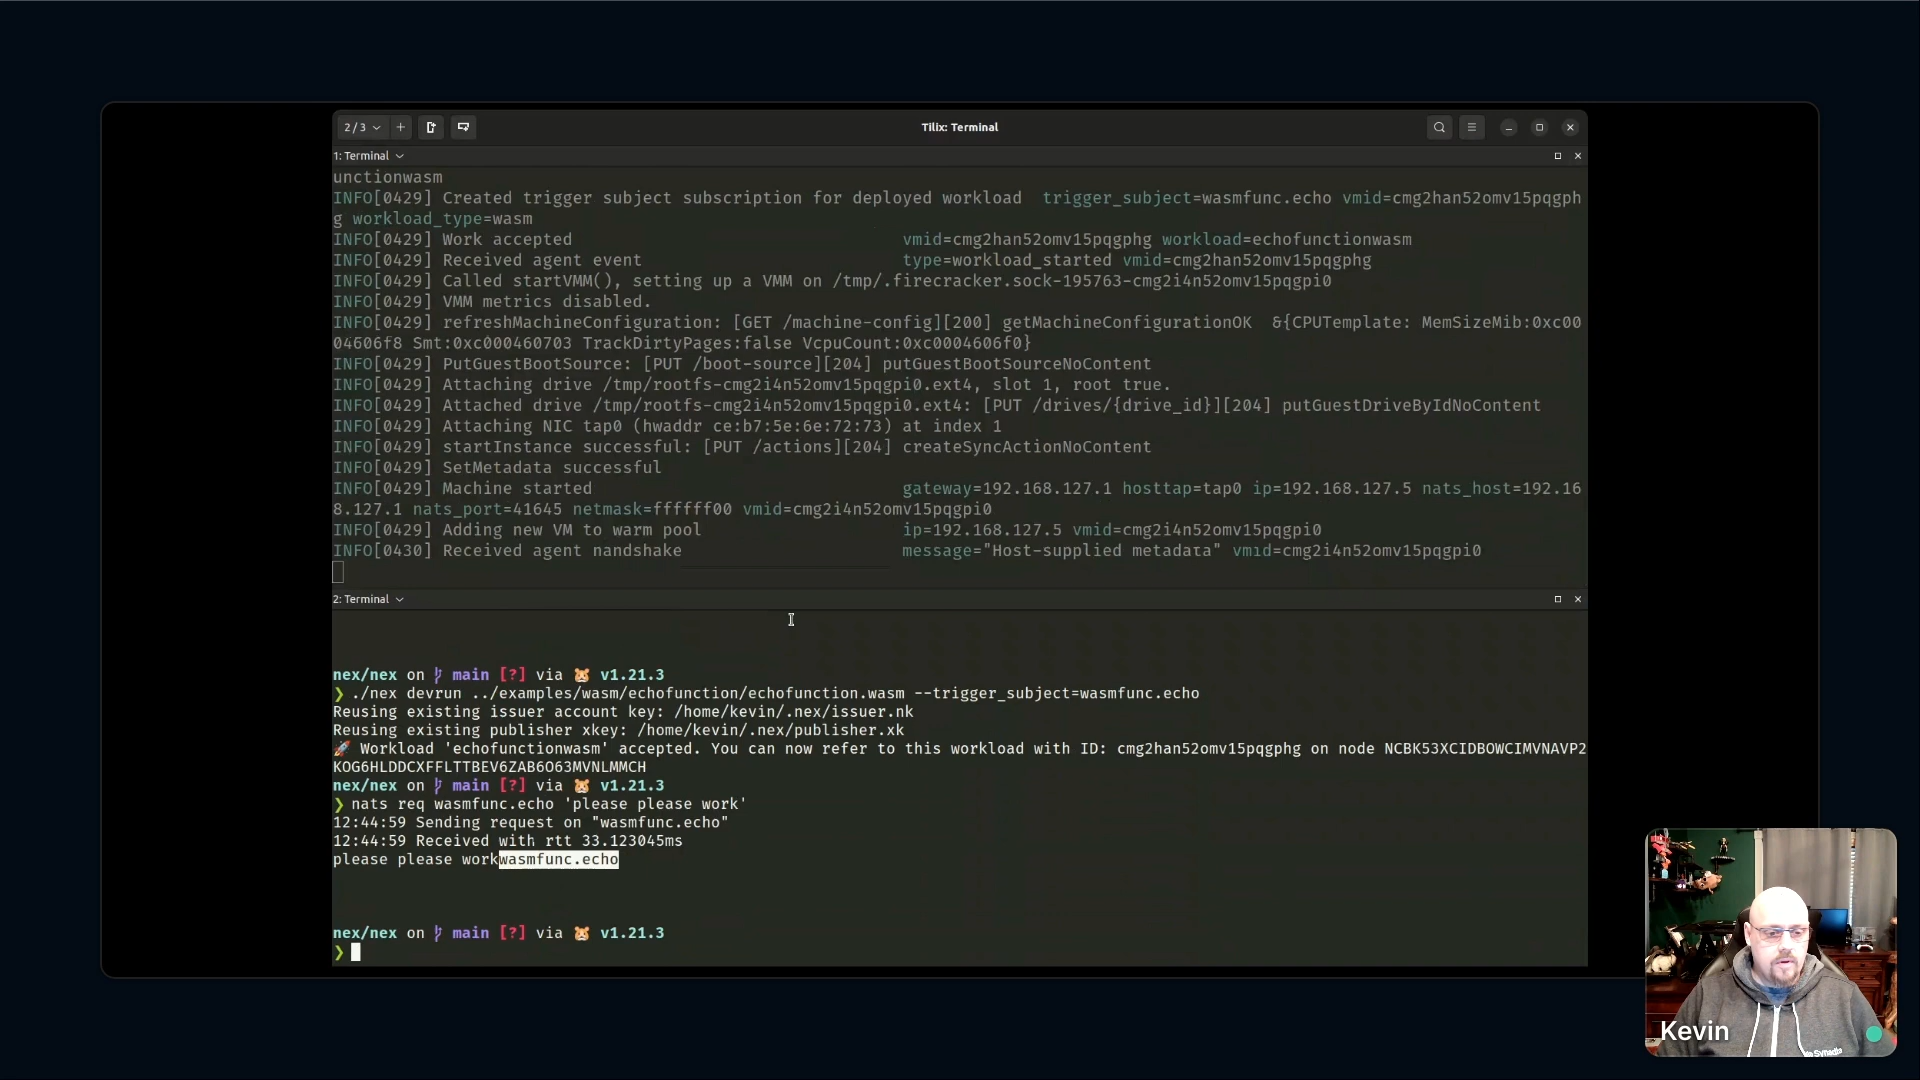 2/3
Tilix: Terminal
1: Terminal
unctionwasm
INFO[0429] Created trigger subject subscription for deployed workload trigger_subject=wasmfunc.echo vmid=cmg2han52omv15pqgph
g workload_type=wasm
INFO[0429] Work accepted vmid=cmg2han52omv15pqgphg workload=echofunctionwasm
INFO[0429] Received agent event type=workload_started vmid=cmg2han52omv15pqgphg
INFO[0429] Called startVMM(), setting up a VMM on /tmp/.firecracker.sock-195763-cmg2i4n52omv15pqgpi0
INFO[0429] VMM metrics disabled.
INFO[0429] refreshMachineConfiguration: [GET /machine-config][200] getMachineConfigurationOK &{CPUTemplate: MemSizeMib:0xc00
04606f8 Smt:0xc000460703 TrackDirtyPages:false VcpuCount:0xc0004606f0}
INFO[0429] PutGuestBootSource: [PUT /boot-source][204] putGuestBootSourceNoContent
INFO[0429] Attaching drive /tmp/rootfs-cmg2i4n52omv15pqgpi0.ext4, slot 1, root true.
INFO[0429] Attached drive /tmp/rootfs-cmg2i4n52omv15pqgpi0.ext4: [PUT /drives/{drive_id}][204] putGuestDriveByIdNoContent
INFO[0429] Attaching NIC tap0 (hwaddr ce:b7:5e:6e:72:73) at index 1
INFO[0429] startInstance successful: [PUT /actions][204] createSyncActionNoContent
INFO[0429] SetMetadata successful
INFO[0429] Machine started gateway=192.168.127.1 hosttap=tap0 ip=192.168.127.5 nats_host=192.16
8.127.1 nats_port=41645 netmask=ffffff00 vmid=cmg2i4n52omv15pqgpi0
INFO[0429] Adding new VM to warm pool ip=192.168.127.5 vmid=cmg2i4n52omv15pqgpi0
INFO[0430] Received agent handshake message="Host-supplied metadata" vmid=cmg2i4n52omv15pqgpi0
2: Terminal
nex/nex on main [?] via 🐹 v1.21.3
❯ ./nex devrun ../examples/wasm/echofunction/echofunction.wasm --trigger_subject=wasmfunc.echo
Reusing existing issuer account key: /home/kevin/.nex/issuer.nk
Reusing existing publisher xkey: /home/kevin/.nex/publisher.xk
🚀 Workload 'echofunctionwasm' accepted. You can now refer to this workload with ID: cmg2han52omv15pqgphg on node NCBK53XCIDBOWCIMVNAVP2
KOG6HLDDCXFFLTTBEV6ZAB6O63MVNLMMCH
nex/nex on main [?] via 🐹 v1.21.3
❯ nats req wasmfunc.echo 'please please work'
12:44:59 Sending request on "wasmfunc.echo"
12:44:59 Received with rtt 33.123045ms
please please workwasmfunc.echo
nex/nex on main [?] via 🐹 v1.21.3
❯
Kevin
Synadia